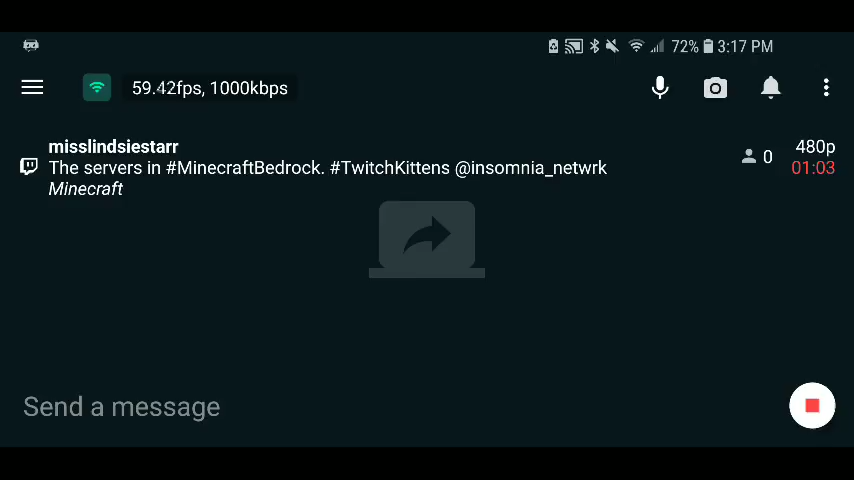 72% 3:17 PM
59.42fps, 1000kbps
misslindsiestarr
The servers in #MinecraftBedrock. #TwitchKittens @insomnia_netwrk
Minecraft
0
480p
01:03
Send a message